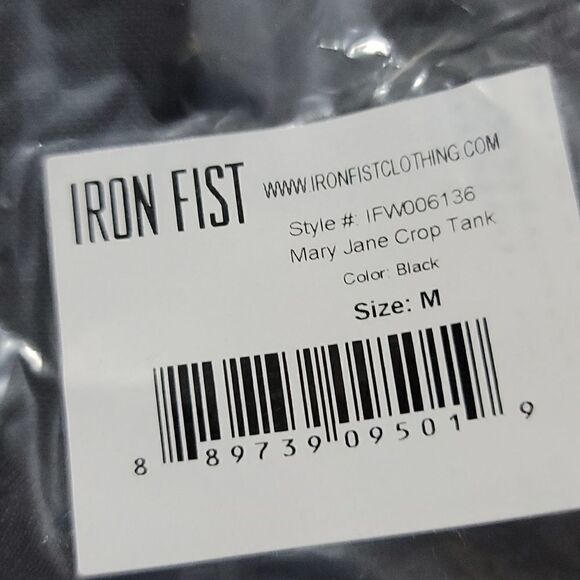 IRON FIST WWW.IRONFISTCLOTHING.COM
Style #: IFW006136
Mary Jane Crop Tank
Color: Black
Size: M
8 89739 09501 9